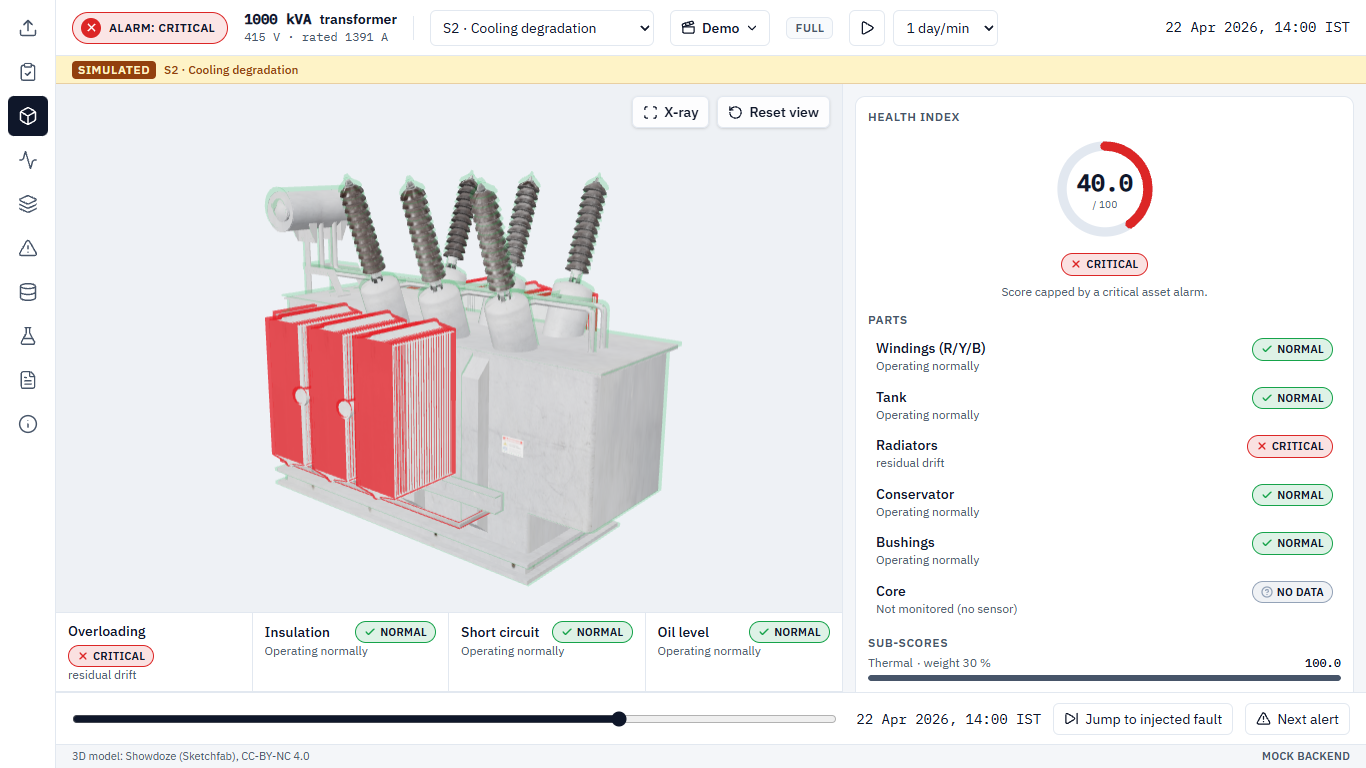 ALARM: CRITICAL
1000 kVA transformer
415 V · rated 1391 A
S2 · Cooling degradation
Demo
FULL
1 day/min
22 Apr 2026, 14:00 IST
SIMULATED S2 · Cooling degradation
X-ray
Reset view
HEALTH INDEX
40.0
/ 100
CRITICAL
Score capped by a critical asset alarm.
PARTS
Windings (R/Y/B)
NORMAL
Operating normally
Tank
NORMAL
Operating normally
Radiators
CRITICAL
residual drift
Conservator
NORMAL
Operating normally
Bushings
NORMAL
Operating normally
Core
NO DATA
Not monitored (no sensor)
SUB-SCORES
Thermal · weight 30 %
100.0
Overloading
CRITICAL
residual drift
Insulation
NORMAL
Operating normally
Short circuit
NORMAL
Operating normally
Oil level
NORMAL
Operating normally
22 Apr 2026, 14:00 IST
Jump to injected fault
Next alert
3D model: Showdoze (Sketchfab), CC-BY-NC 4.0
MOCK BACKEND